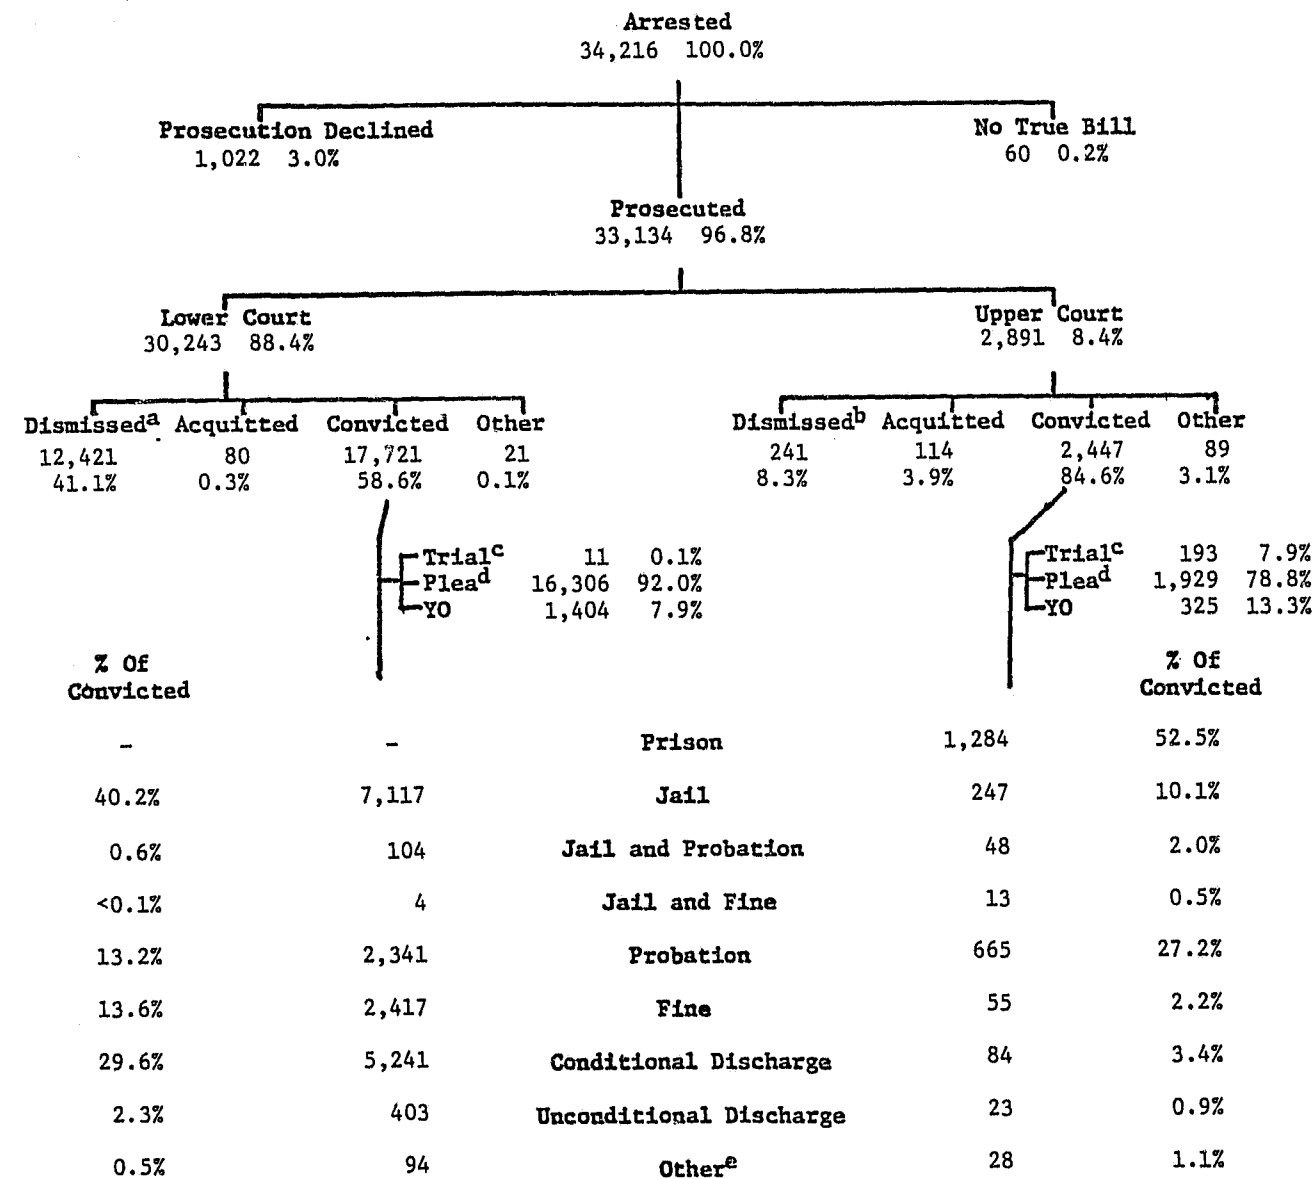 Arrested
34,216 100.0%
Prosecution Declined
1,022 3.0%
No True Bill
60 0.2%
Prosecuted
33,134 96.8%
Lower Court
30,243 88.4%
Upper Court
2,891 8.4%
Dismissedᵃ Acquitted Convicted Other
12,421 80 17,721 21
41.1% 0.3% 58.6% 0.1%
Dismissedᵇ Acquitted Convicted Other
241 114 2,447 89
8.3% 3.9% 84.6% 3.1%
Trialᶜ 11 0.1%
Pleaᵈ 16,306 92.0%
YO 1,404 7.9%
Trialᶜ 193 7.9%
Pleaᵈ 1,929 78.8%
YO 325 13.3%
% Of
Convicted
% Of
Convicted
– – Prison 1,284 52.5%
40.2% 7,117 Jail 247 10.1%
0.6% 104 Jail and Probation 48 2.0%
<0.1% 4 Jail and Fine 13 0.5%
13.2% 2,341 Probation 665 27.2%
13.6% 2,417 Fine 55 2.2%
29.6% 5,241 Conditional Discharge 84 3.4%
2.3% 403 Unconditional Discharge 23 0.9%
0.5% 94 Otherᵉ 28 1.1%